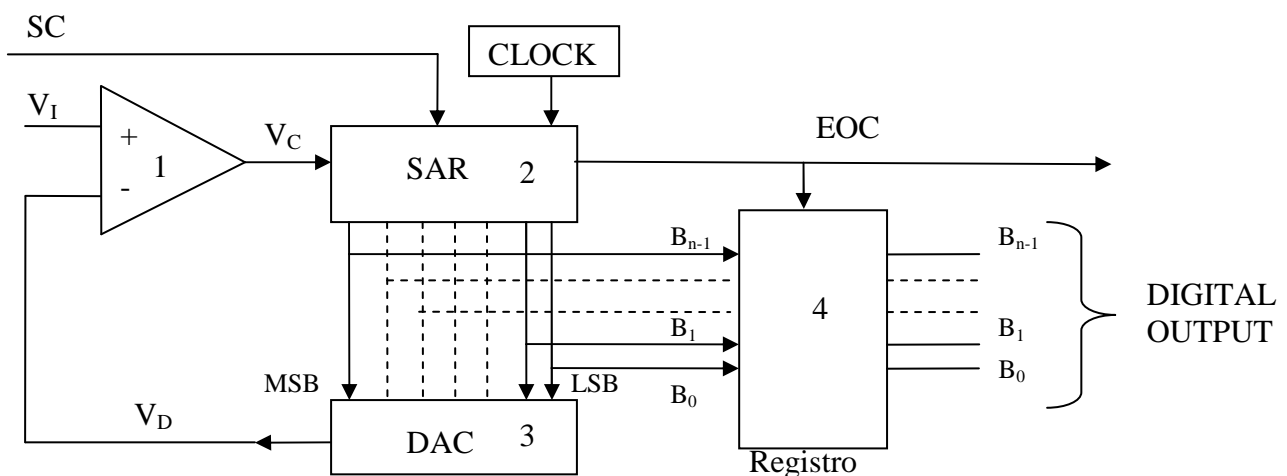 SC
CLOCK
V_I
+
1
-
V_C
SAR 2
EOC
B_{n-1}
B_{n-1}
4
DIGITAL
OUTPUT
B_1
B_1
MSB
LSB
B_0
B_0
V_D
DAC 3
Registro